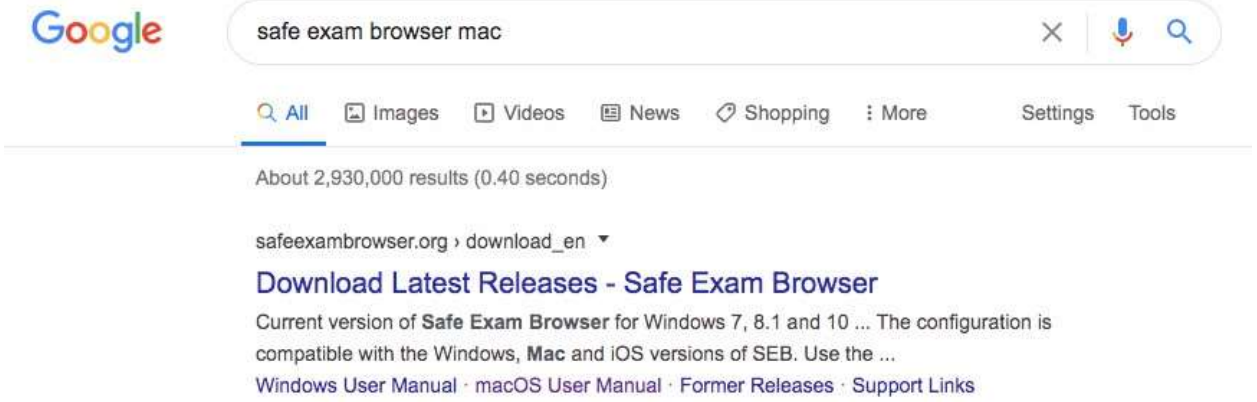 Google safe exam browser mac
All Images Videos News Shopping More Settings Tools
About 2,930,000 results (0.40 seconds)
safeexambrowser.org › download_en
Download Latest Releases - Safe Exam Browser
Current version of Safe Exam Browser for Windows 7, 8.1 and 10 ... The configuration is
compatible with the Windows, Mac and iOS versions of SEB. Use the ...
Windows User Manual · macOS User Manual · Former Releases · Support Links